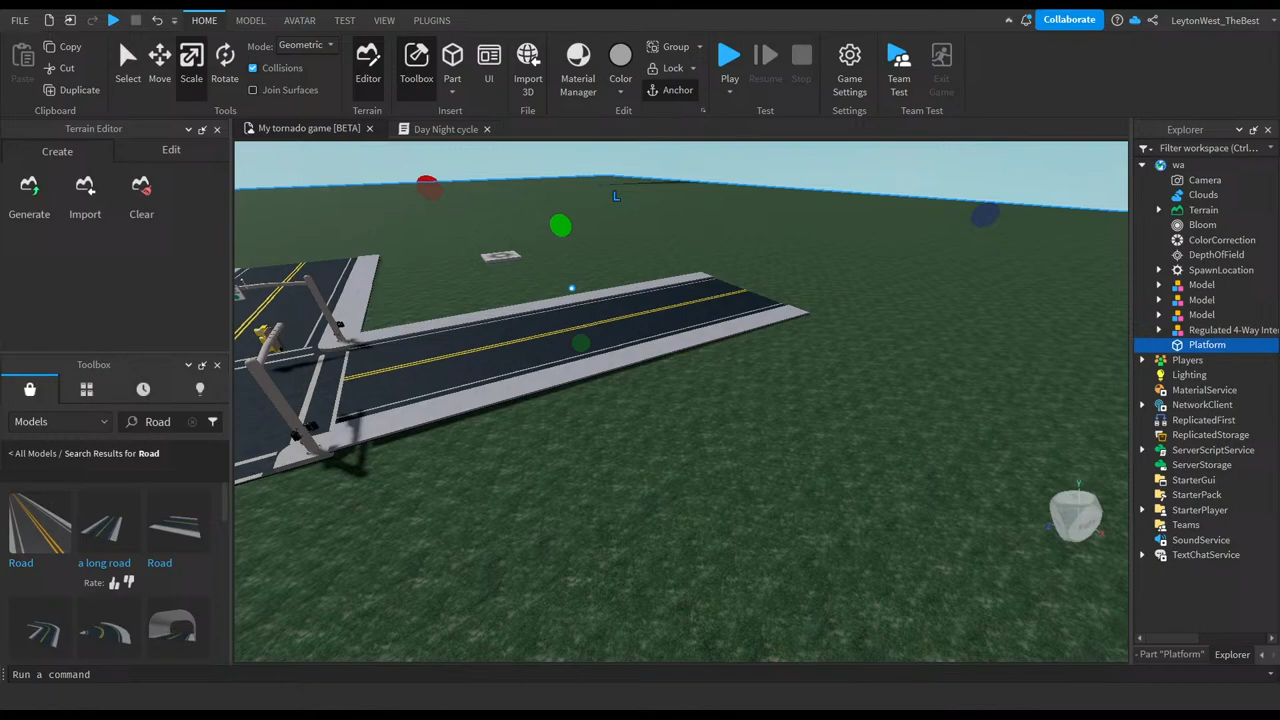 FILE HOME MODEL AVATAR TEST VIEW PLUGINS Collaborate LeytonWest_TheBest
Paste Copy Cut Duplicate Clipboard
Select Move Scale Rotate Mode: Geometric Collisions Join Surfaces Tools
Editor Terrain
Toolbox Part UI Insert
Import 3D File
Material Manager Color Group Lock Anchor Edit
Play Resume Stop Test
Game Settings Settings
Team Test Exit Game Team Test
Terrain Editor
Create Edit
Generate Import Clear
My tornado game [BETA] Day Night cycle
L
Toolbox
Models Road
< All Models / Search Results for Road
Road a long road Road
Rate:
Explorer
Filter workspace (Ctrl...
wa
Camera
Clouds
Terrain
Bloom
ColorCorrection
DepthOfField
SpawnLocation
Model
Model
Model
Regulated 4-Way Inter
Platform
Players
Lighting
MaterialService
NetworkClient
ReplicatedFirst
ReplicatedStorage
ServerScriptService
ServerStorage
StarterGui
StarterPack
StarterPlayer
Teams
SoundService
TextChatService
Y
Z
X
- Part "Platform" Explorer
Run a command